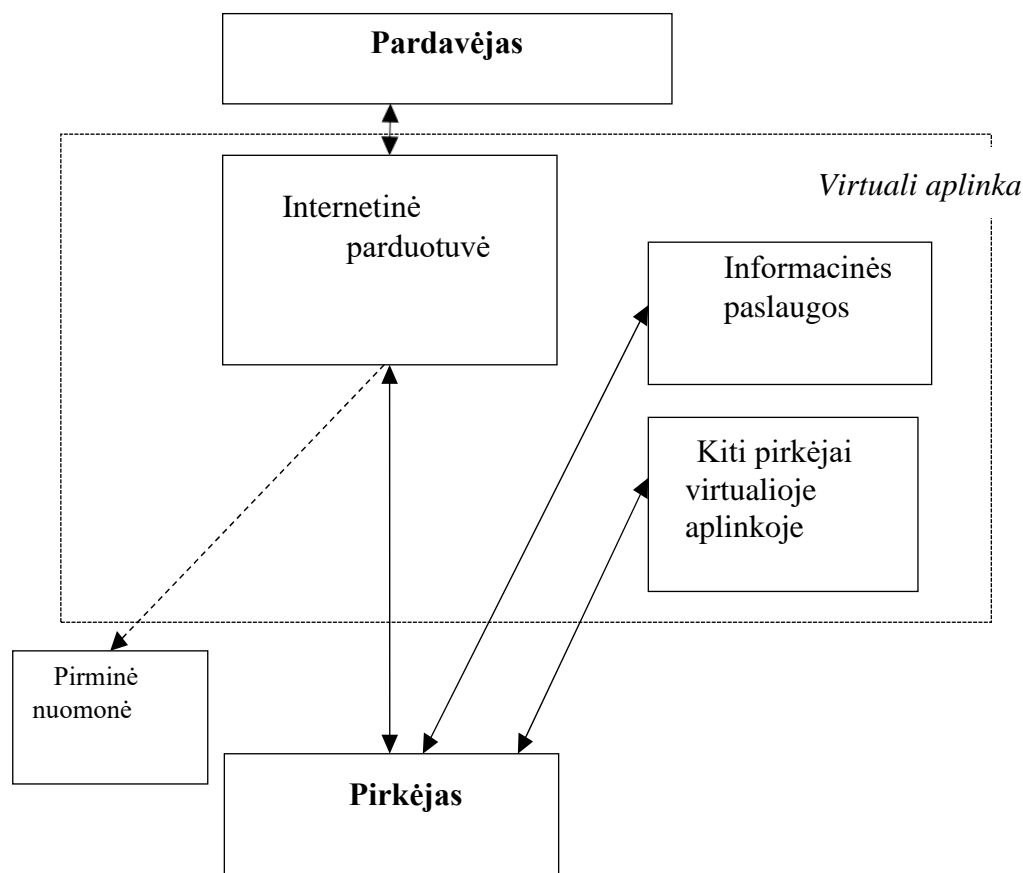 Pardavėjas
Virtuali aplinka
Internetinė
parduotuvė
Informacinės
paslaugos
Kiti pirkėjai
virtualioje
aplinkoje
Pirminė
nuomonė
Pirkėjas